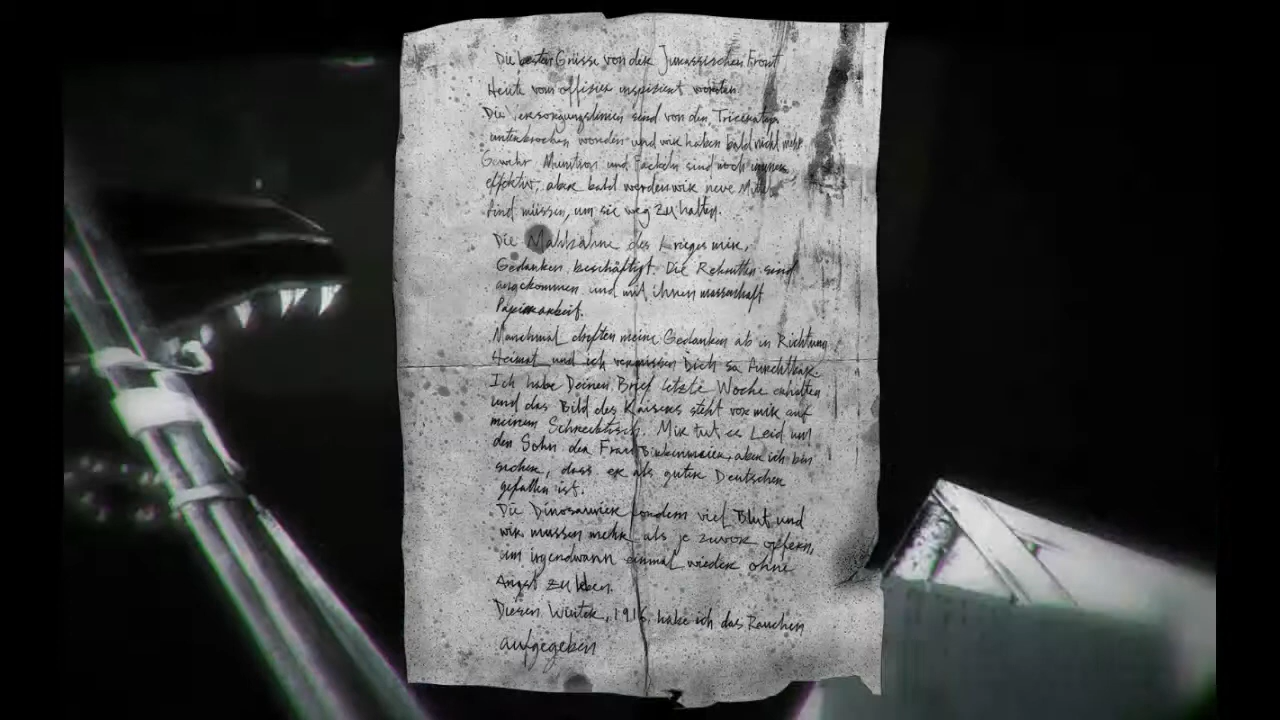 Die besten Grüsse von der Jurassischen Front
Heute vom offizier inspiziert worden.
Die Versorgungslinien sind von den Triceratops
unterbrochen worden und wir haben bald nicht mehr
Gewehr Munition und Fackeln sind noch immer
effektiv, aber bald werden wir neue
find müssen, um sie weg zu halten.
Die Mahlzähne des Krieges mir,
Gedanken beschäftigt. Die Rekruten sind
angekommen und mit ihnen massenhaft
Papierarbeit.
Manchmal driften meine Gedanken ab in Richtung
Heimat und ich vermissen Dich so furchtbar.
Ich habe Deinen Brief letzte Woche erhalten
und das Bild des Kaisers steht vor mir auf
meinem Schreibtisch. Mir tut es Leid um
den Sohn der Frau aber ich bin
sicher, dass er als guter Deutscher
gefallen ist.
Die Dinosaurier fordern viel Blut und
wir mussen mehr als je zuvor opfern,
um irgendwann einmal wieder ohne
Angst zu leben.
Diesen Winter, 1916, habe ich das Rauchen
aufgegeben